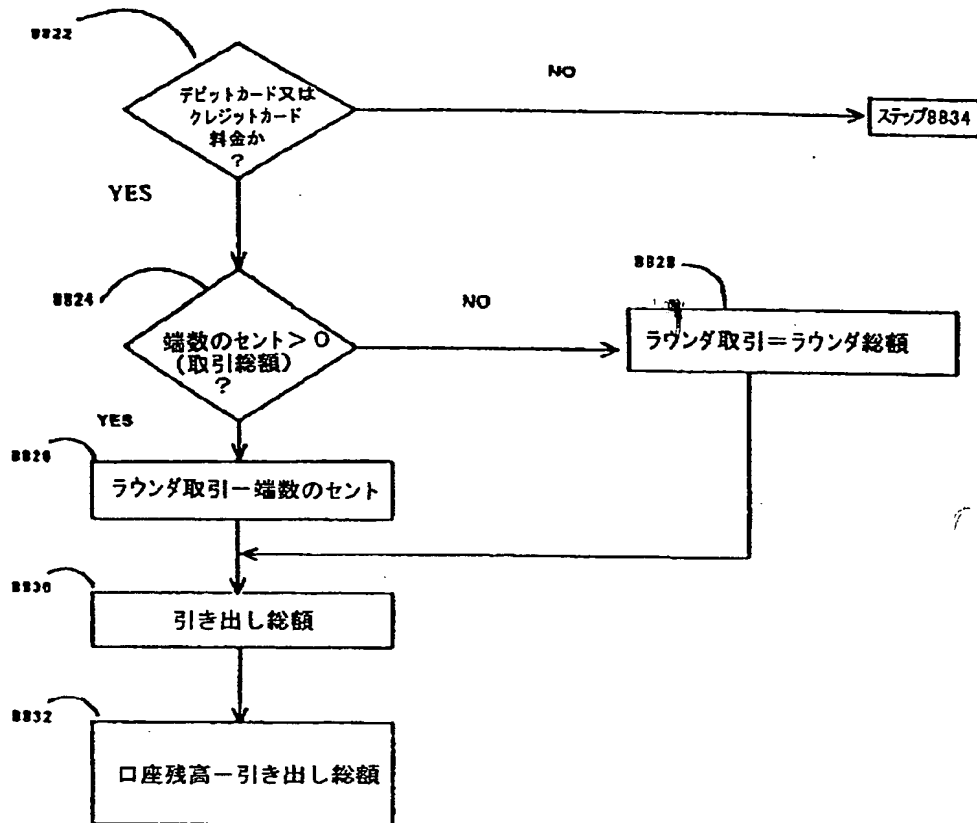 8822
デビットカード又は
クレジットカード
料金か
?
NO
ステップ8834
YES
8824
端数のセント>0
(取引総額)
?
NO
8828
ラウンダ取引=ラウンダ総額
YES
8826
ラウンダ取引-端数のセント
8830
引き出し総額
8832
口座残高-引き出し総額